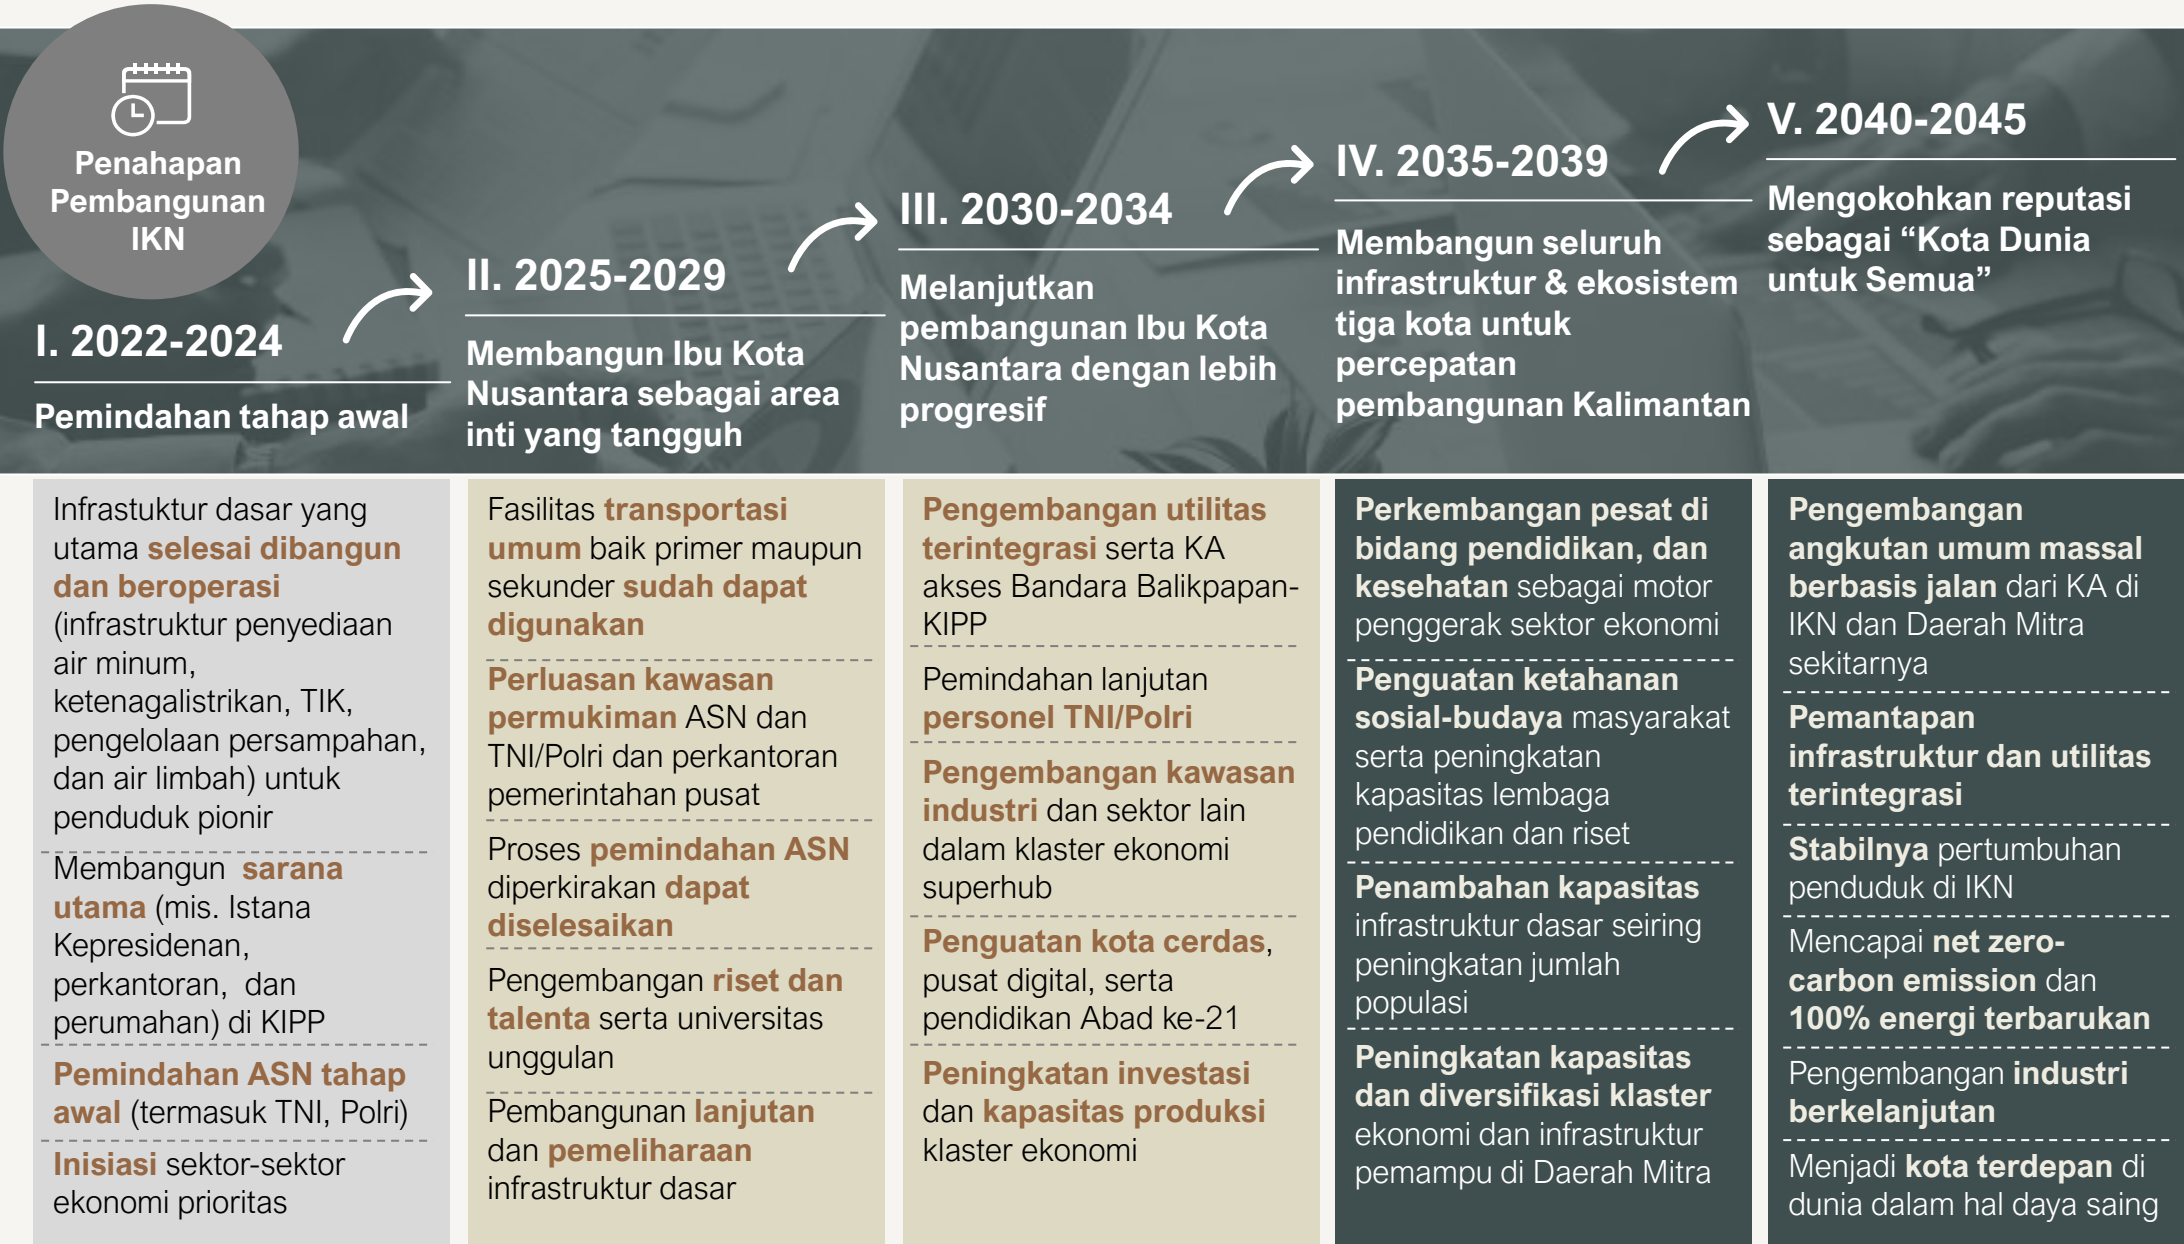 Penahapan
Pembangunan
IKN
I. 2022-2024
Pemindahan tahap awal
II. 2025-2029
Membangun Ibu Kota
Nusantara sebagai area
inti yang tangguh
III. 2030-2034
Melanjutkan
pembangunan Ibu Kota
Nusantara dengan lebih
progresif
IV. 2035-2039
Membangun seluruh
infrastruktur & ekosistem
tiga kota untuk
percepatan
pembangunan Kalimantan
V. 2040-2045
Mengokohkan reputasi
sebagai “Kota Dunia
untuk Semua”
Infrastuktur dasar yang
utama selesai dibangun
dan beroperasi
(infrastruktur penyediaan
air minum,
ketenagalistrikan, TIK,
pengelolaan persampahan,
dan air limbah) untuk
penduduk pionir
Membangun sarana
utama (mis. Istana
Kepresidenan,
perkantoran, dan
perumahan) di KIPP
Pemindahan ASN tahap
awal (termasuk TNI, Polri)
Inisiasi sektor-sektor
ekonomi prioritas
Fasilitas transportasi
umum baik primer maupun
sekunder sudah dapat
digunakan
Perluasan kawasan
permukiman ASN dan
TNI/Polri dan perkantoran
pemerintahan pusat
Proses pemindahan ASN
diperkirakan dapat
diselesaikan
Pengembangan riset dan
talenta serta universitas
unggulan
Pembangunan lanjutan
dan pemeliharaan
infrastruktur dasar
Pengembangan utilitas
terintegrasi serta KA
akses Bandara Balikpapan-
KIPP
Pemindahan lanjutan
personel TNI/Polri
Pengembangan kawasan
industri dan sektor lain
dalam klaster ekonomi
superhub
Penguatan kota cerdas,
pusat digital, serta
pendidikan Abad ke-21
Peningkatan investasi
dan kapasitas produksi
klaster ekonomi
Perkembangan pesat di
bidang pendidikan, dan
kesehatan sebagai motor
penggerak sektor ekonomi
Penguatan ketahanan
sosial-budaya masyarakat
serta peningkatan
kapasitas lembaga
pendidikan dan riset
Penambahan kapasitas
infrastruktur dasar seiring
peningkatan jumlah
populasi
Peningkatan kapasitas
dan diversifikasi klaster
ekonomi dan infrastruktur
pemampu di Daerah Mitra
Pengembangan
angkutan umum massal
berbasis jalan dari KA di
IKN dan Daerah Mitra
sekitarnya
Pemantapan
infrastruktur dan utilitas
terintegrasi
Stabilnya pertumbuhan
penduduk di IKN
Mencapai net zero-
carbon emission dan
100% energi terbarukan
Pengembangan industri
berkelanjutan
Menjadi kota terdepan di
dunia dalam hal daya saing